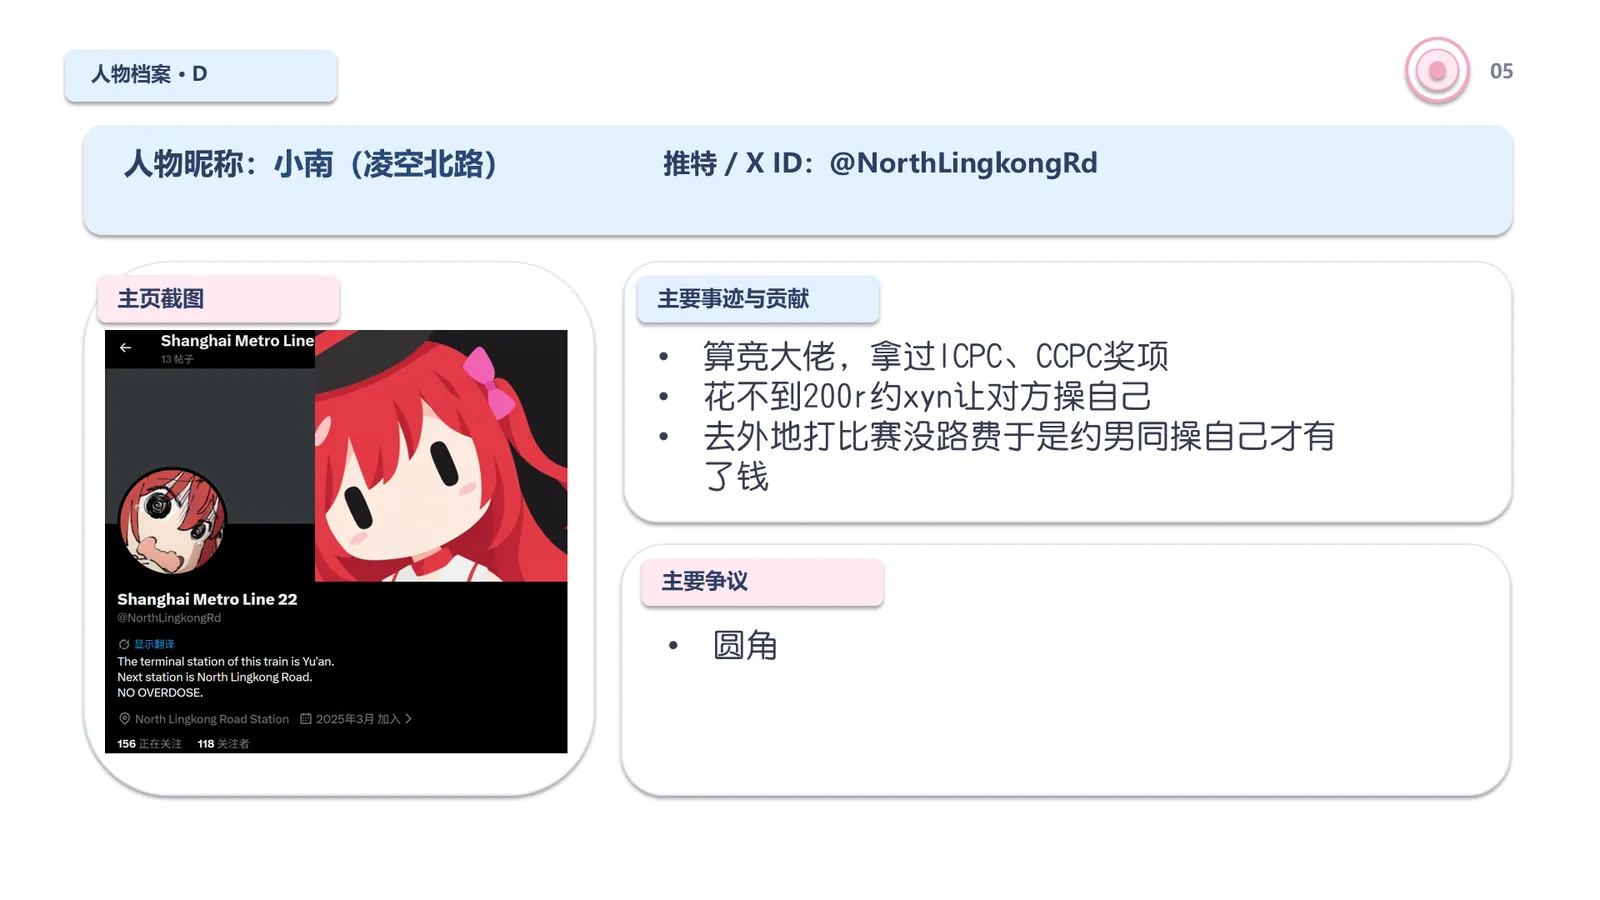 人物档案・D
05
人物昵称：小南（凌空北路）
推特 / X ID：@NorthLingkongRd
主页截图
Shanghai Metro Line
13 帖子
Shanghai Metro Line 22
@NorthLingkongRd
显示翻译
The terminal station of this train is Yu'an.
Next station is North Lingkong Road.
NO OVERDOSE.
North Lingkong Road Station 2025年3月 加入
156 正在关注 118 关注者
主要事迹与贡献
• 算竞大佬，拿过ICPC、CCPC奖项
• 花不到200r约xyn让对方操自己
• 去外地打比赛没路费于是约男同操自己才有
了钱
主要争议
• 圆角